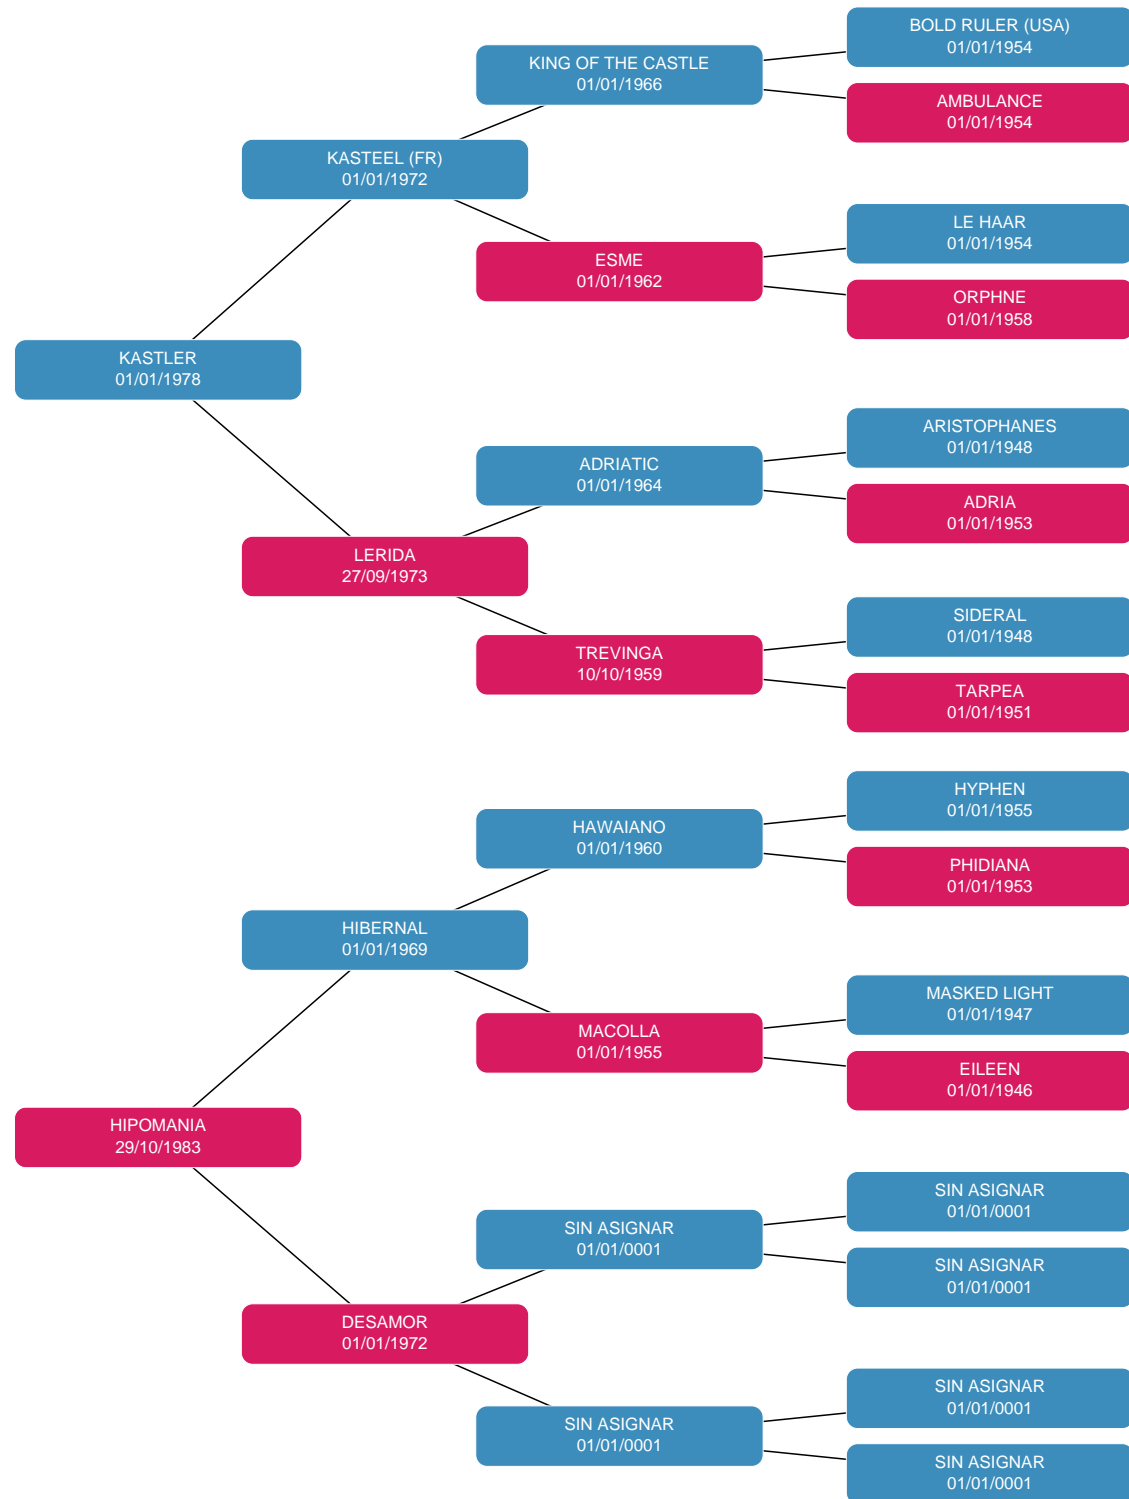 BOLD RULER (USA)
01/01/1954
KING OF THE CASTLE
01/01/1966
AMBULANCE
01/01/1954
KASTEEL (FR)
01/01/1972
LE HAAR
01/01/1954
ESME
01/01/1962
ORPHNE
01/01/1958
KASTLER
01/01/1978
ARISTOPHANES
01/01/1948
ADRIATIC
01/01/1964
ADRIA
01/01/1953
LERIDA
27/09/1973
SIDERAL
01/01/1948
TREVINGA
10/10/1959
TARPEA
01/01/1951
HYPHEN
01/01/1955
HAWAIANO
01/01/1960
PHIDIANA
01/01/1953
HIBERNAL
01/01/1969
MASKED LIGHT
01/01/1947
MACOLLA
01/01/1955
EILEEN
01/01/1946
HIPOMANIA
29/10/1983
SIN ASIGNAR
01/01/0001
SIN ASIGNAR
01/01/0001
SIN ASIGNAR
01/01/0001
DESAMOR
01/01/1972
SIN ASIGNAR
01/01/0001
SIN ASIGNAR
01/01/0001
SIN ASIGNAR
01/01/0001